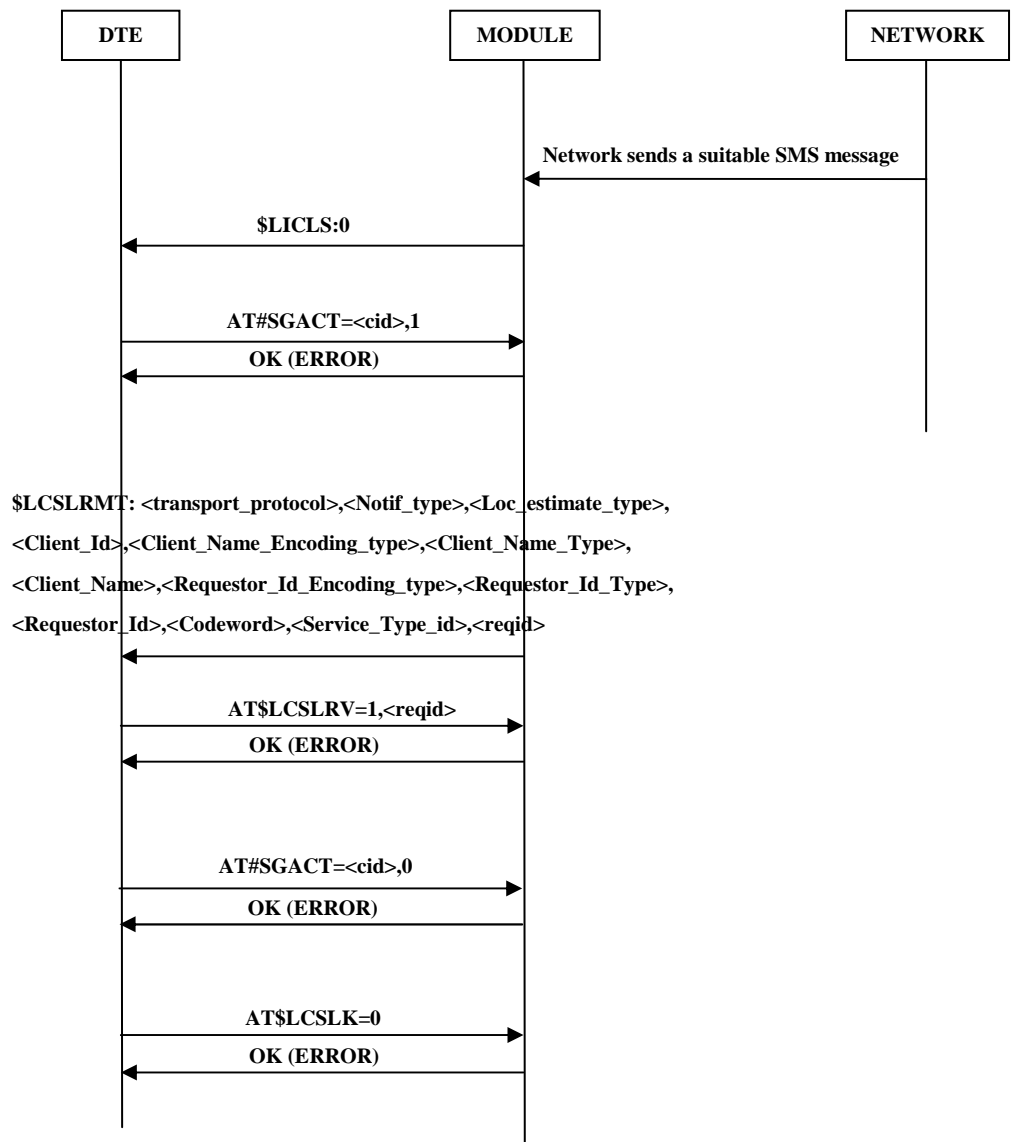 DTE
MODULE
NETWORK
Network sends a suitable SMS message
$LICLS:0
AT#SGACT=<cid>,1
OK (ERROR)
$LCSLRMT: <transport_protocol>,<Notif_type>,<Loc_estimate_type>,
<Client_Id>,<Client_Name_Encoding_type>,<Client_Name_Type>,
<Client_Name>,<Requestor_Id_Encoding_type>,<Requestor_Id_Type>,
<Requestor_Id>,<Codeword>,<Service_Type_id>,<reqid>
AT$LCSLRV=1,<reqid>
OK (ERROR)
AT#SGACT=<cid>,0
OK (ERROR)
AT$LCSLK=0
OK (ERROR)